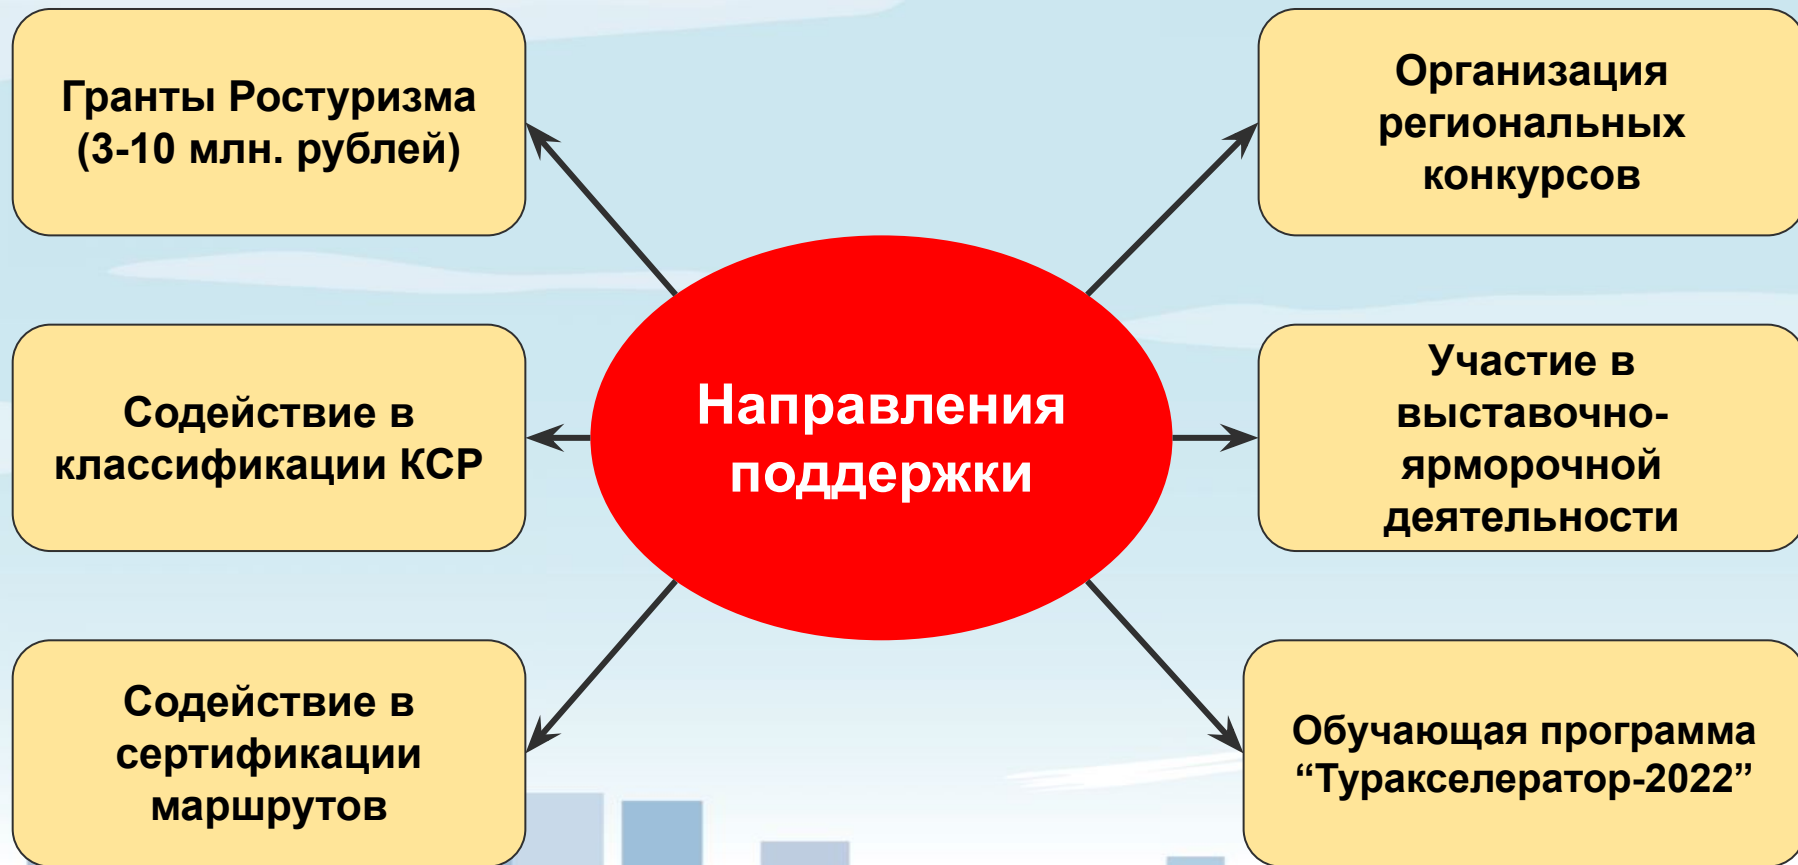 Гранты Ростуризма
(3-10 млн. рублей)
Организация
региональных
конкурсов
Содействие в
классификации КСР
Направления
поддержки
Участие в
выставочно-
ярморочной
деятельности
Содействие в
сертификации
маршрутов
Обучающая программа
“Туракселератор-2022”